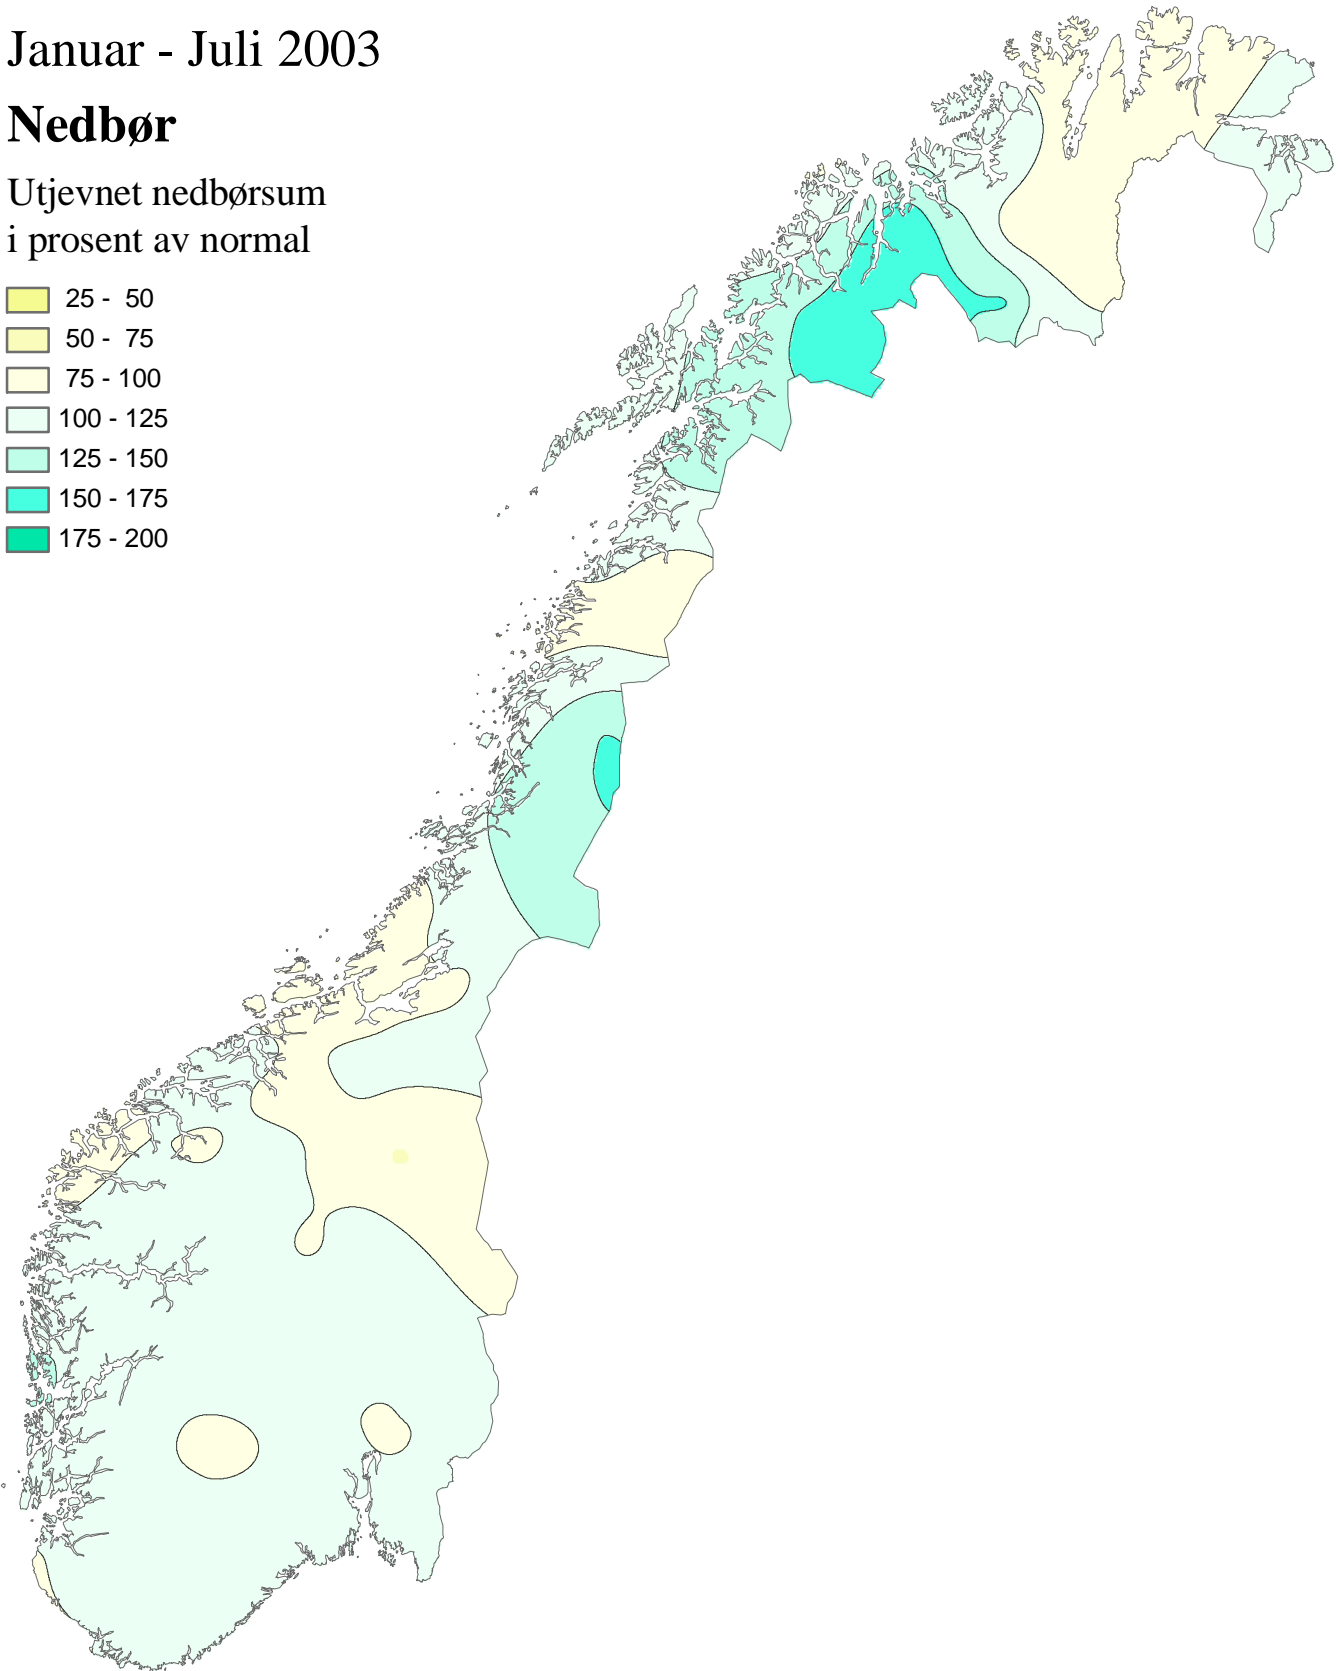 Januar - Juli 2003
Nedbør
Utjevnet nedbørsum
i prosent av normal
25 - 50
50 - 75
75 - 100
100 - 125
125 - 150
150 - 175
175 - 200